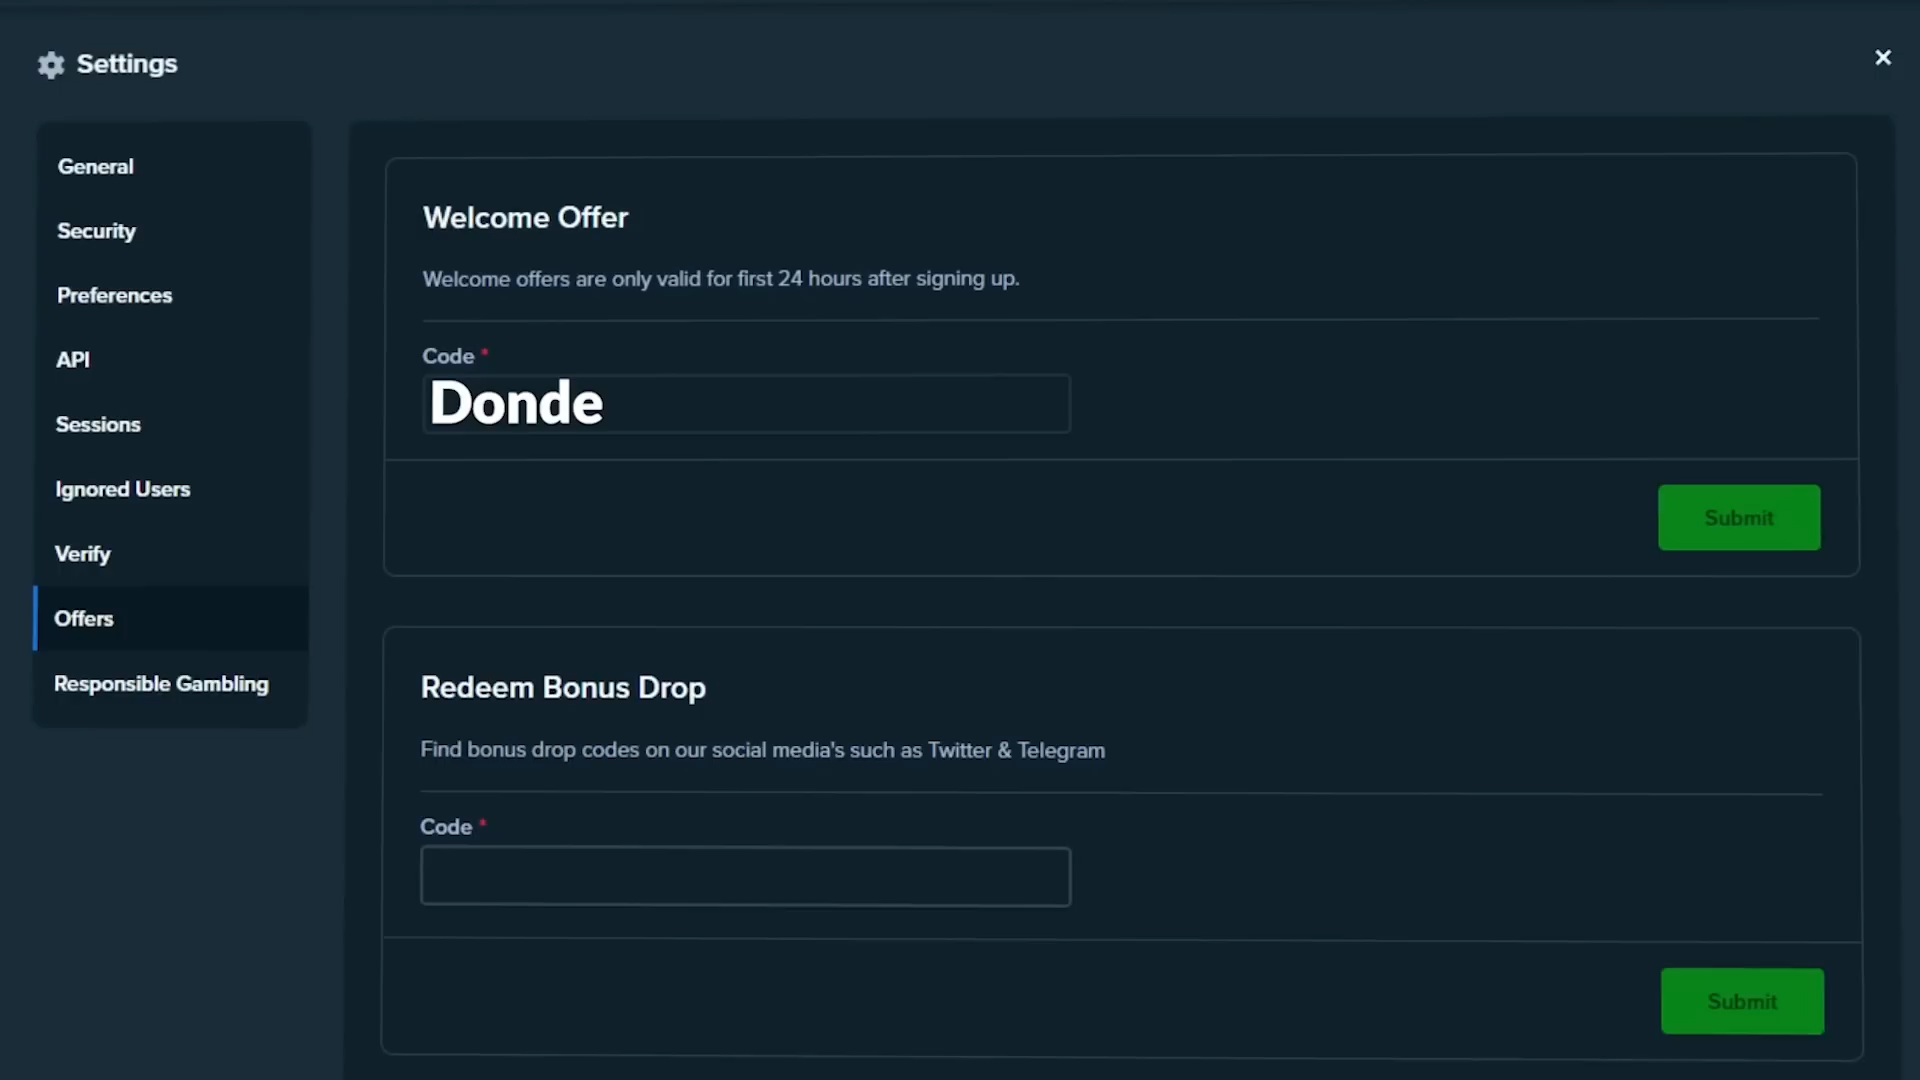 Settings
General
Security
Preferences
API
Sessions
Ignored Users
Verify
Offers
Responsible Gambling
Welcome Offer
Welcome offers are only valid for first 24 hours after signing up.
Code *
Donde
Submit
Redeem Bonus Drop
Find bonus drop codes on our social media's such as Twitter & Telegram
Code *
Submit